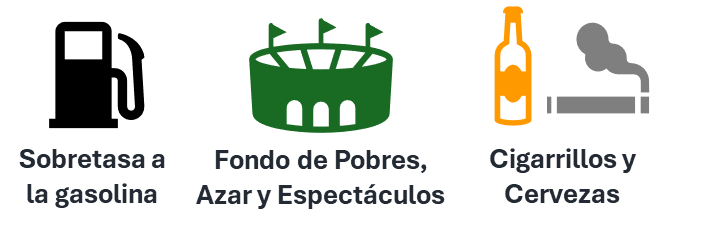 Sobretasa a
la gasolina
Fondo de Pobres,
Azar y Espectáculos
Cigarrillos y
Cervezas